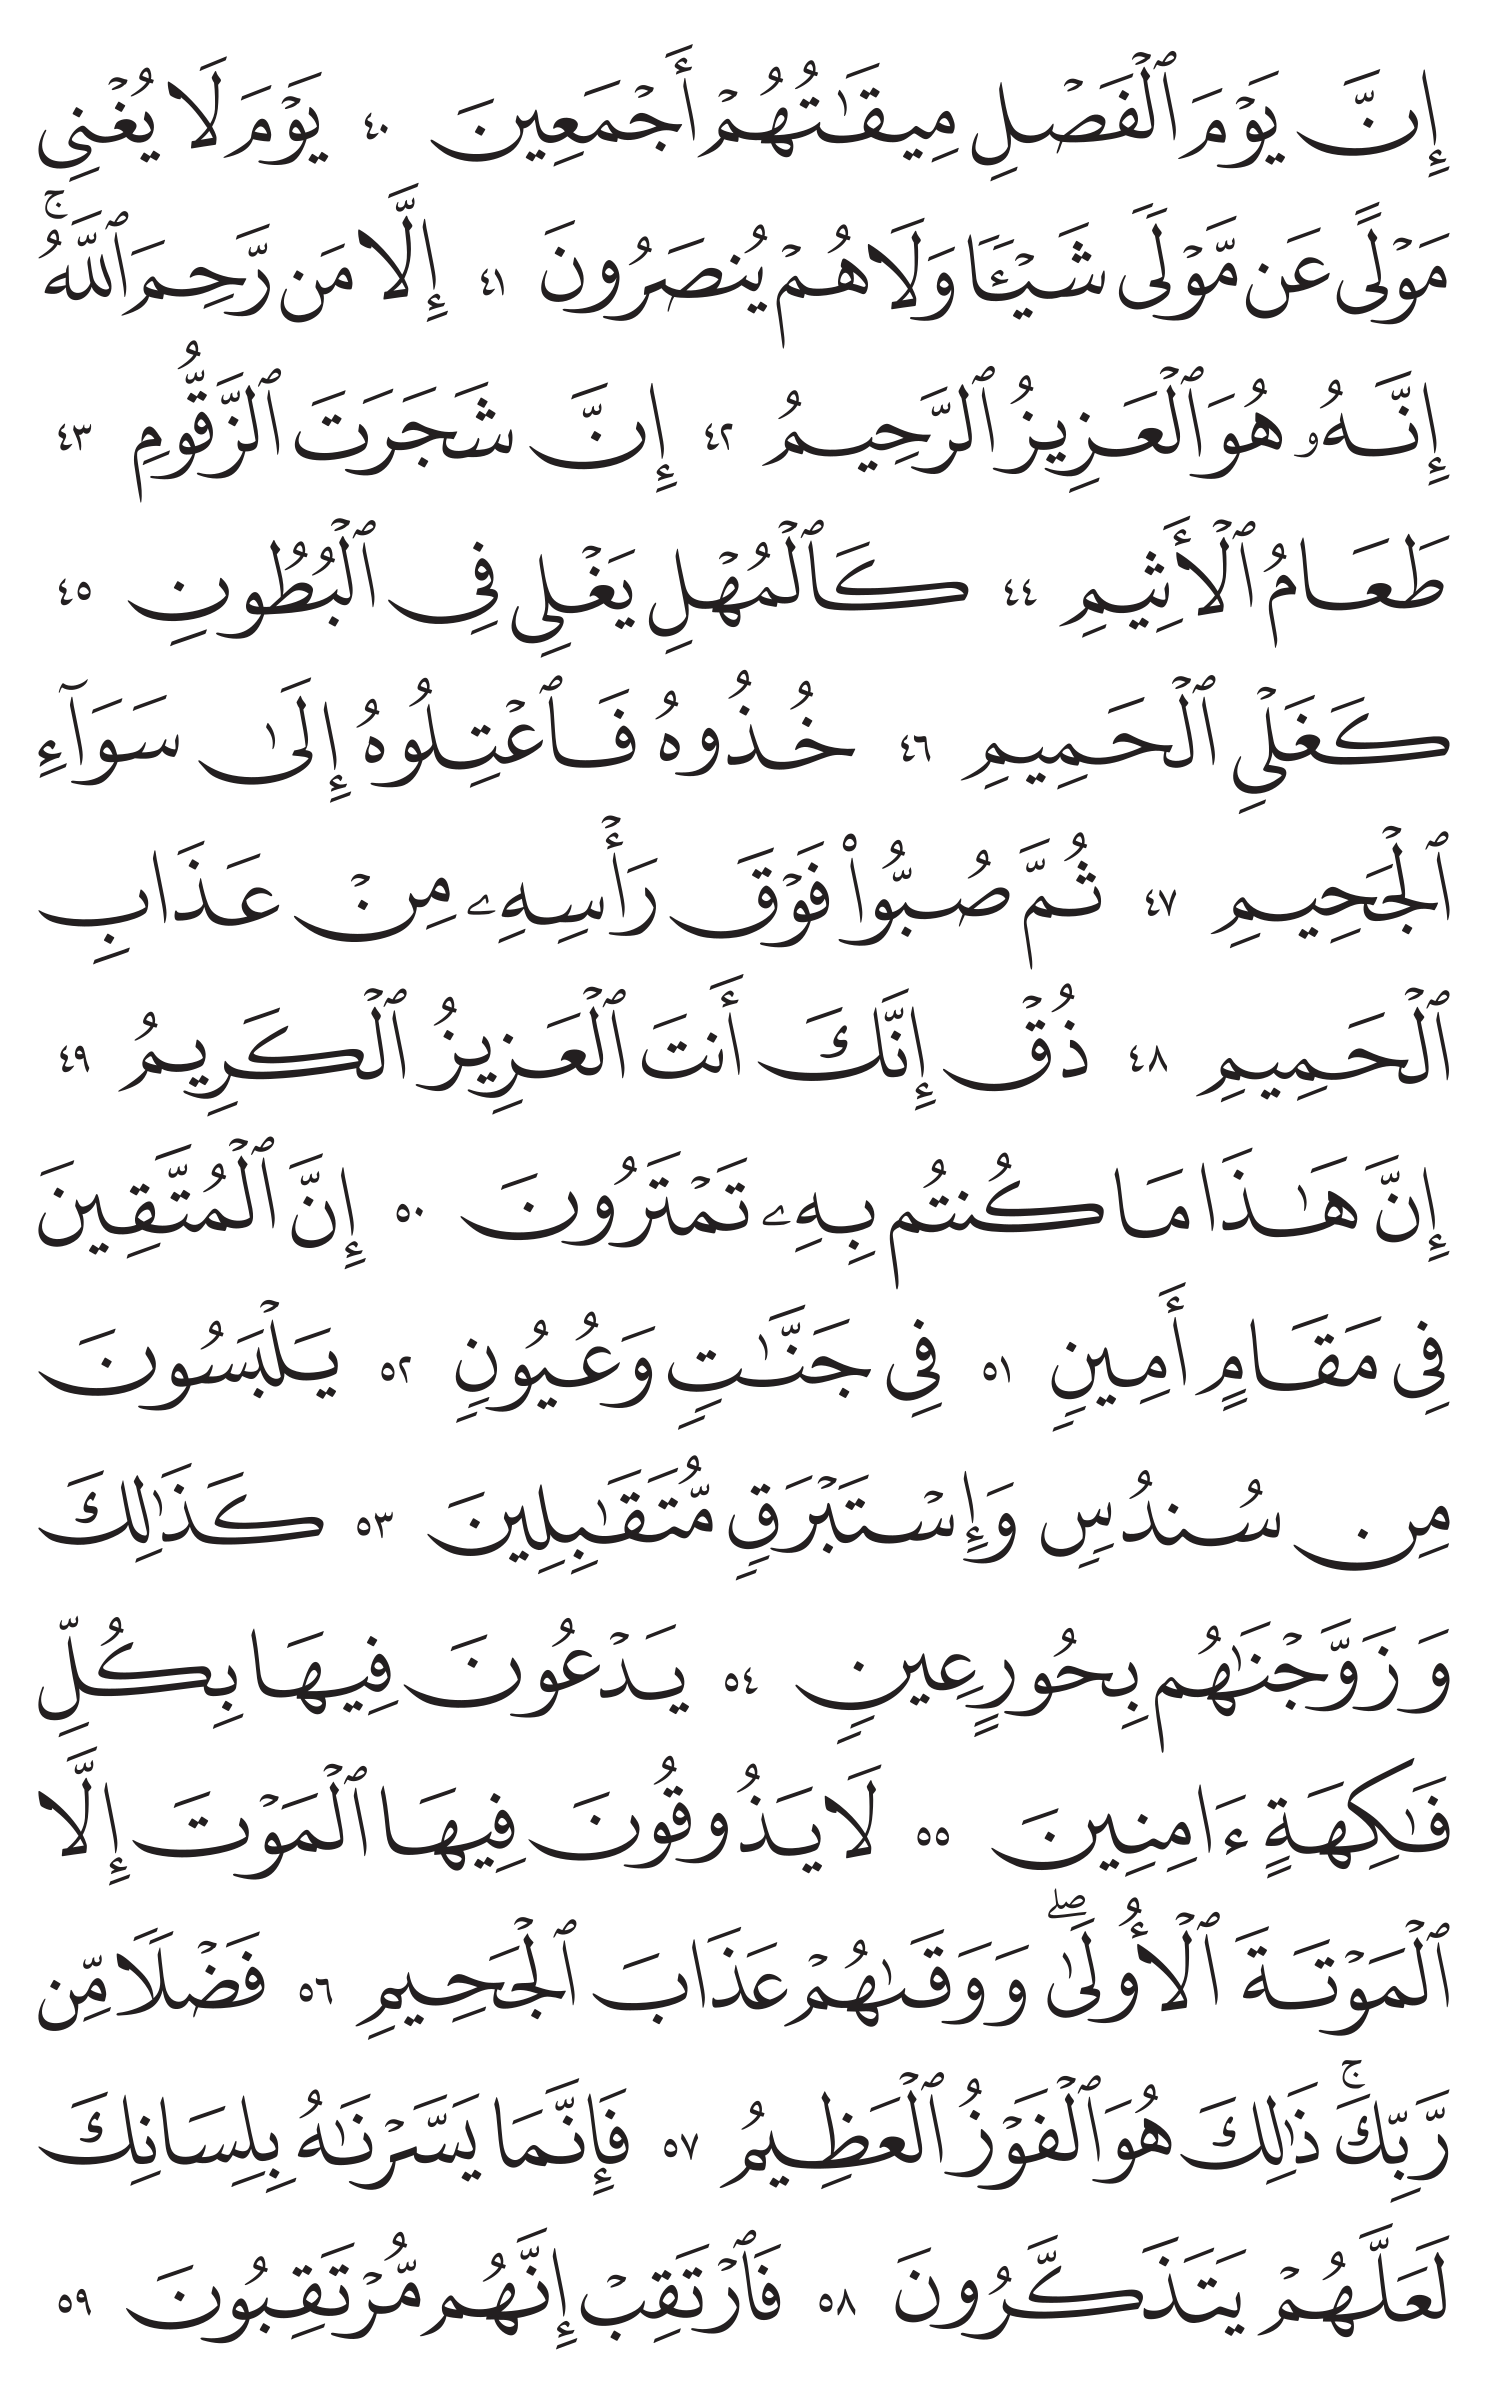 إِنَّ يَوْمَ ٱلْفَصْلِ مِيقَـٰتُهُمْ أَجْمَعِينَ ٤٠ يَوْمَ لَا يُغْنِى
مَوْلًى عَن مَّوْلًى شَيْـًٔا وَلَا هُمْ يُنصَرُونَ ٤١ إِلَّا مَن رَّحِمَ ٱللَّهُ ۚ
إِنَّهُۥ هُوَ ٱلْعَزِيزُ ٱلرَّحِيمُ ٤٢ إِنَّ شَجَرَتَ ٱلزَّقُّومِ ٤٣
طَعَامُ ٱلْأَثِيمِ ٤٤ كَٱلْمُهْلِ يَغْلِى فِى ٱلْبُطُونِ ٤٥
كَغَلْىِ ٱلْحَمِيمِ ٤٦ خُذُوهُ فَٱعْتِلُوهُ إِلَىٰ سَوَآءِ
ٱلْجَحِيمِ ٤٧ ثُمَّ صُبُّوا۟ فَوْقَ رَأْسِهِۦ مِنْ عَذَابِ
ٱلْحَمِيمِ ٤٨ ذُقْ إِنَّكَ أَنتَ ٱلْعَزِيزُ ٱلْكَرِيمُ ٤٩
إِنَّ هَـٰذَا مَا كُنتُم بِهِۦ تَمْتَرُونَ ٥٠ إِنَّ ٱلْمُتَّقِينَ
فِى مَقَامٍ أَمِينٍ ٥١ فِى جَنَّـٰتٍ وَعُيُونٍ ٥٢ يَلْبَسُونَ
مِن سُندُسٍ وَإِسْتَبْرَقٍ مُّتَقَـٰبِلِينَ ٥٣ كَذَٰلِكَ
وَزَوَّجْنَـٰهُم بِحُورٍ عِينٍ ٥٤ يَدْعُونَ فِيهَا بِكُلِّ
فَـٰكِهَةٍ ءَامِنِينَ ٥٥ لَا يَذُوقُونَ فِيهَا ٱلْمَوْتَ إِلَّا
ٱلْمَوْتَةَ ٱلْأُولَىٰ ۖ وَوَقَىٰهُمْ عَذَابَ ٱلْجَحِيمِ ٥٦ فَضْلًا مِّن
رَّبِّكَ ۚ ذَٰلِكَ هُوَ ٱلْفَوْزُ ٱلْعَظِيمُ ٥٧ فَإِنَّمَا يَسَّرْنَـٰهُ بِلِسَانِكَ
لَعَلَّهُمْ يَتَذَكَّرُونَ ٥٨ فَٱرْتَقِبْ إِنَّهُم مُّرْتَقِبُونَ ٥٩